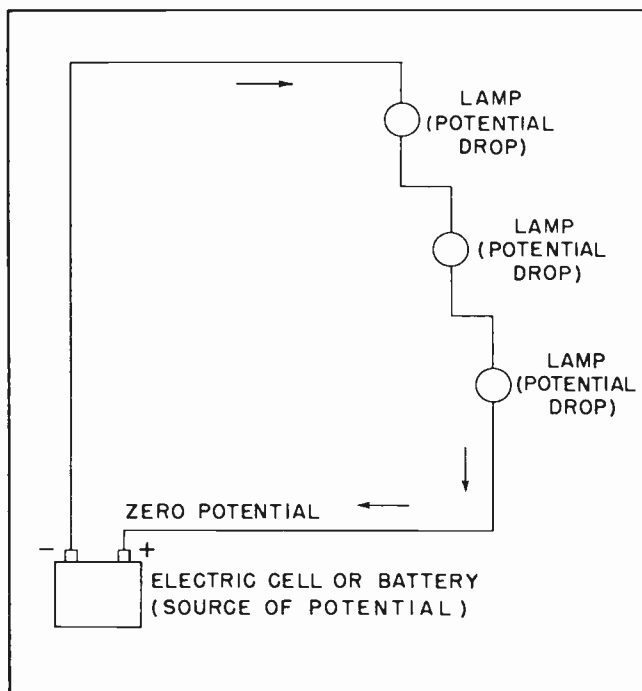 LAMP
(POTENTIAL
DROP)
LAMP
(POTENTIAL
DROP)
LAMP
(POTENTIAL
DROP)
ZERO POTENTIAL
- +
ELECTRIC CELL OR BATTERY
(SOURCE OF POTENTIAL)